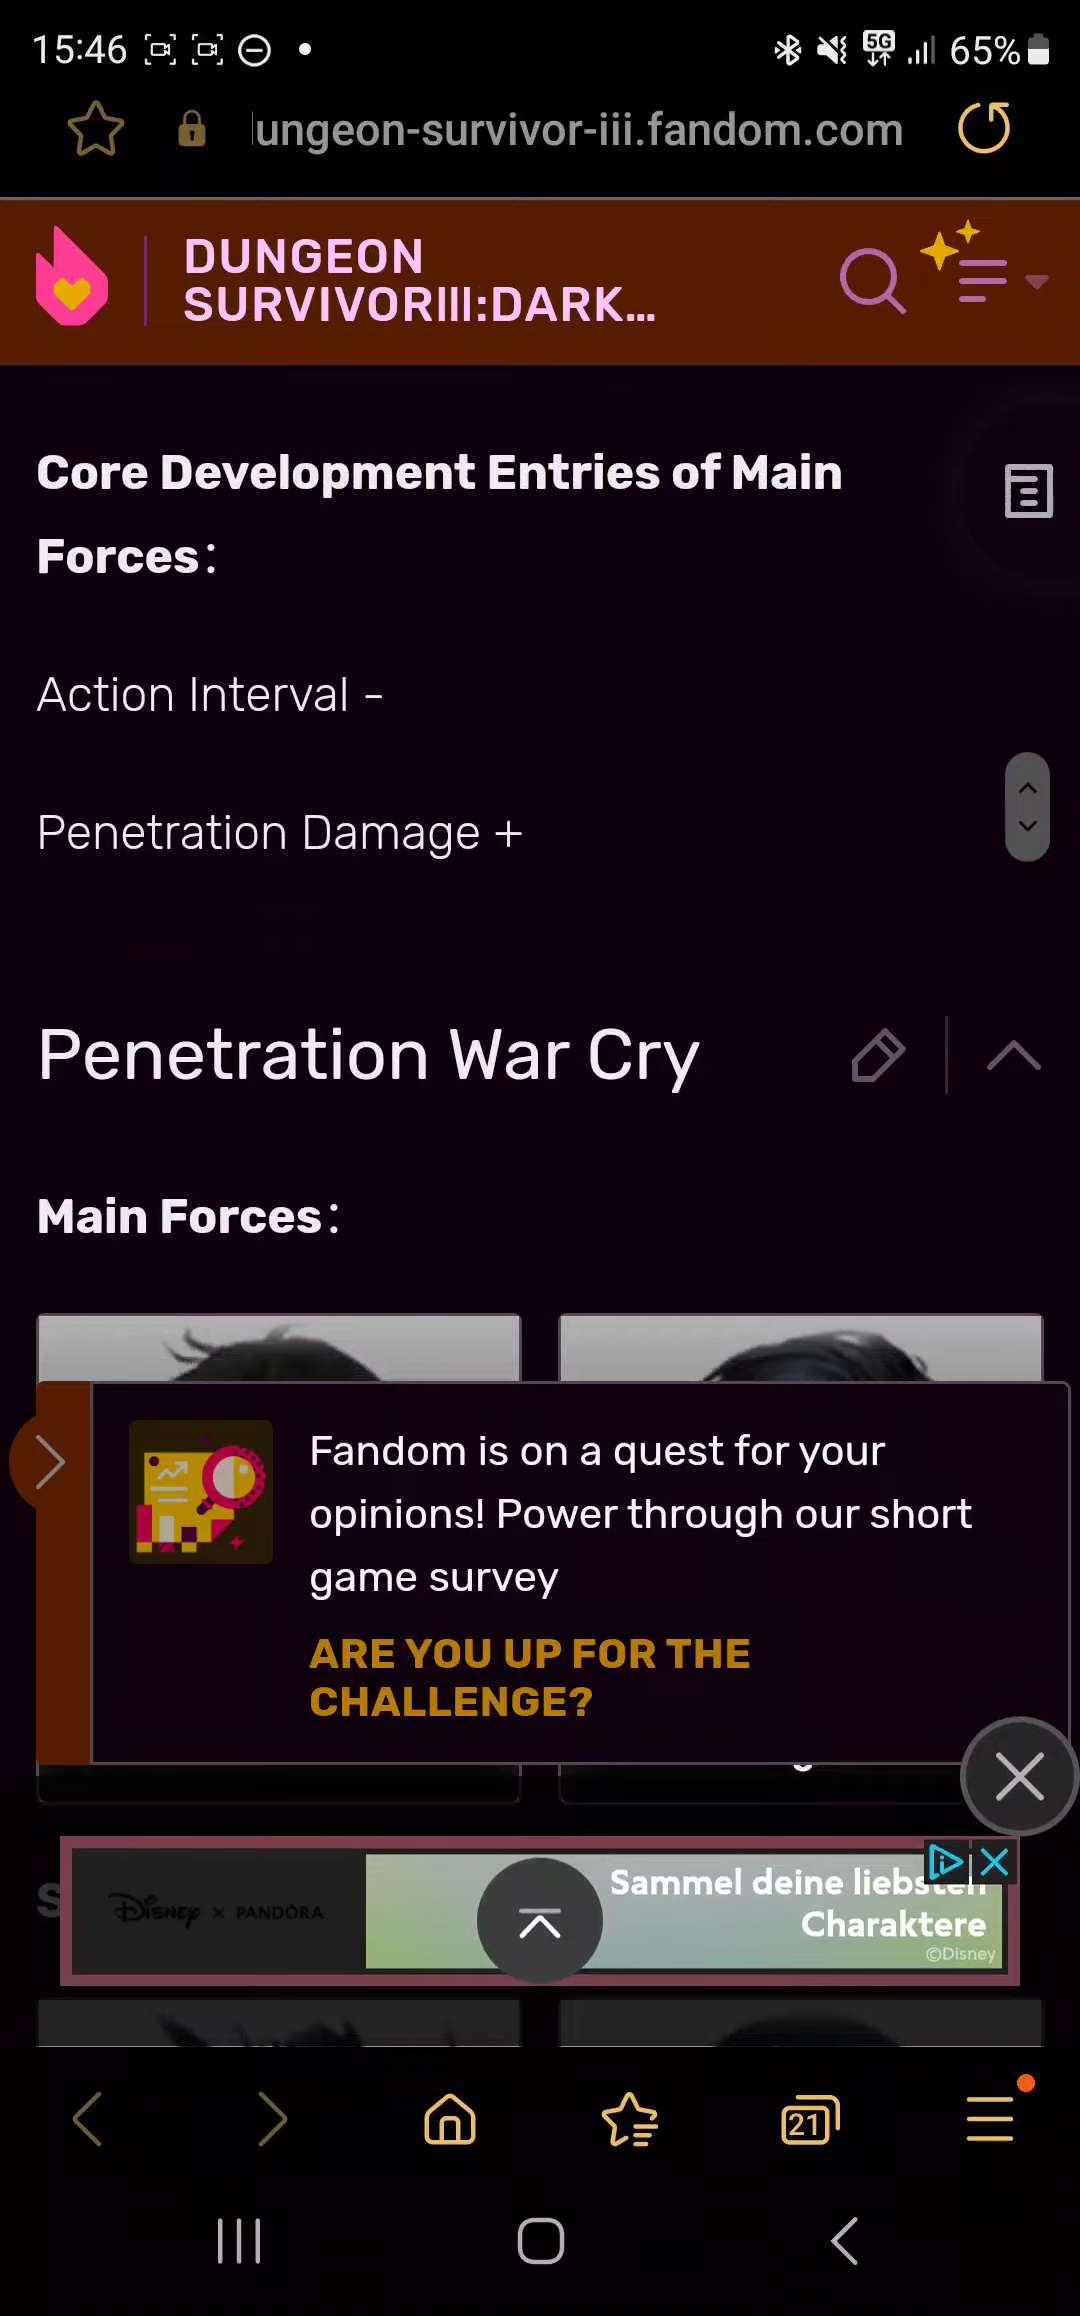 15:46
5G
65%
ungeon-survivor-iii.fandom.com
DUNGEON
SURVIVORIII:DARK...
Core Development Entries of Main
Forces:
Action Interval -
Penetration Damage +
Penetration War Cry
Main Forces:
Fandom is on a quest for your
opinions! Power through our short
game survey
ARE YOU UP FOR THE
CHALLENGE?
S
Disney x PANDORA
Sammel deine liebsten
Charaktere
©Disney
21